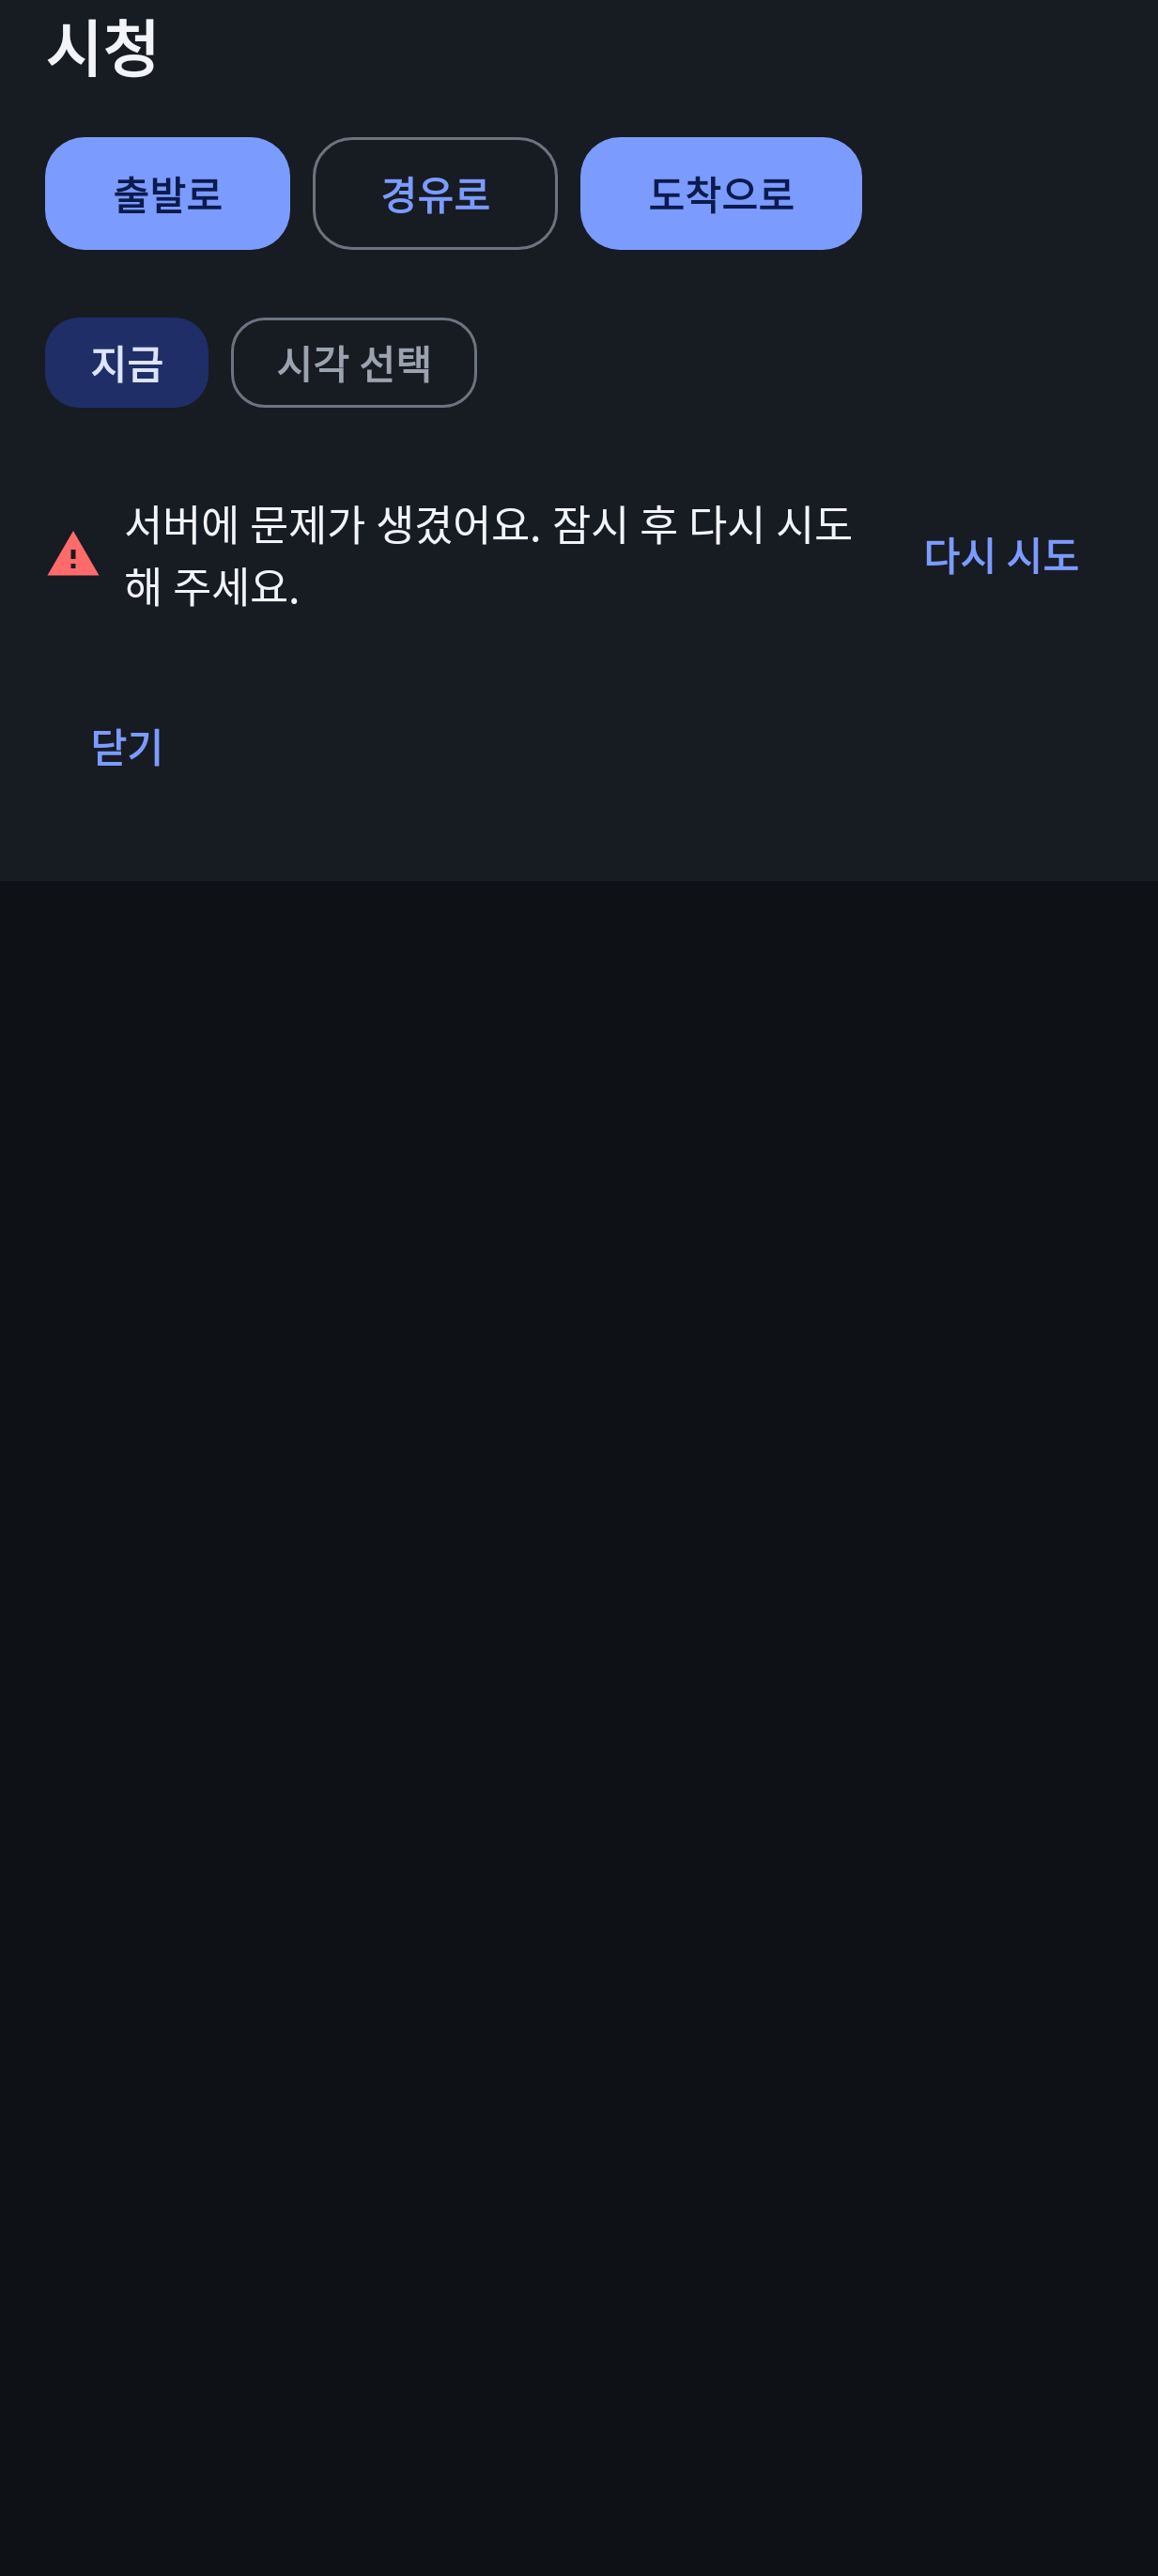 시청
출발로 경유로 도착으로
지금 시각 선택
서버에 문제가 생겼어요. 잠시 후 다시 시도
해 주세요.
다시 시도
닫기